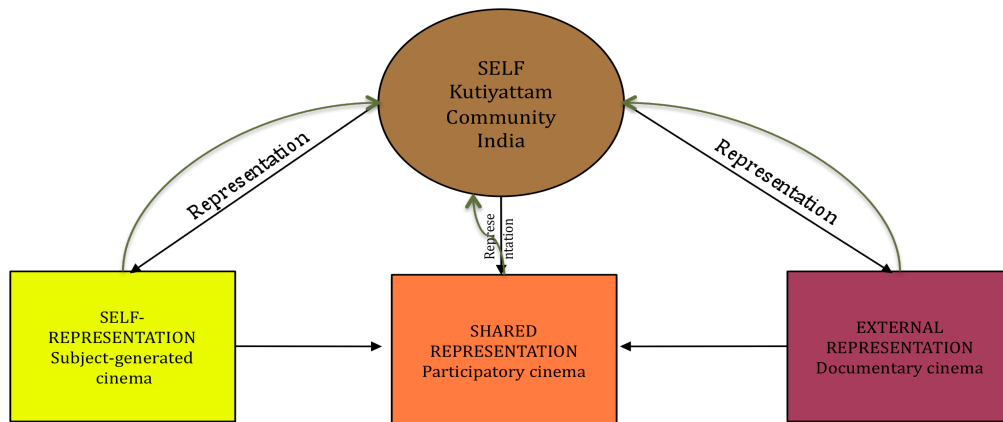 SELF
Kutiyattam
Community
India
Representation
Representation
Represe
ntation
SELF-
REPRESENTATION
Subject-generated
cinema
SHARED
REPRESENTATION
Participatory cinema
EXTERNAL
REPRESENTATION
Documentary cinema